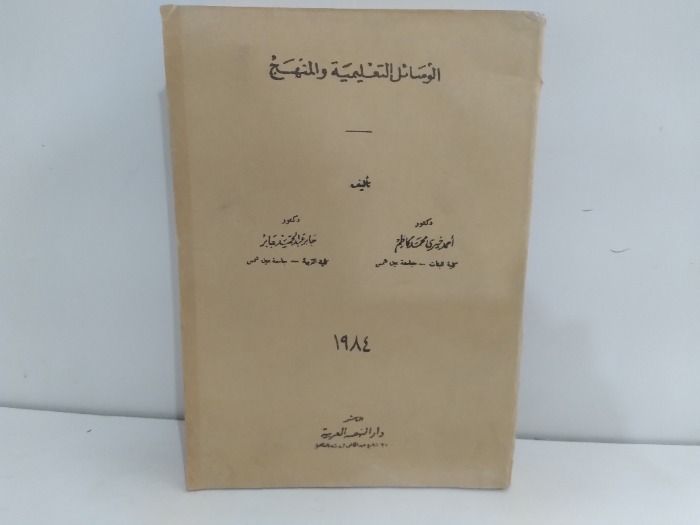 الوسائل التعليمية والمنهج
تأليف
دكتور
أحمد خيري محمد كاظم
كلية البنات - جامعة عين شمس
دكتور
جابر عبد الحميد جابر
كلية التربية - جامعة عين شمس
١٩٨٤
الناشر
دار النهضة العربية